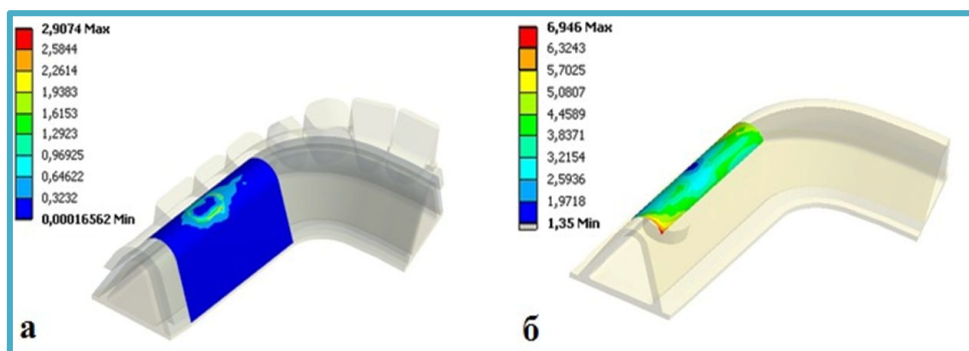 2,9074 Max
2,5844
2,2614
1,9383
1,6153
1,2923
0,96925
0,64622
0,3232
0,00016562 Min
а
6,946 Max
6,3243
5,7025
5,0807
4,4589
3,8371
3,2154
2,5936
1,9718
1,35 Min
б